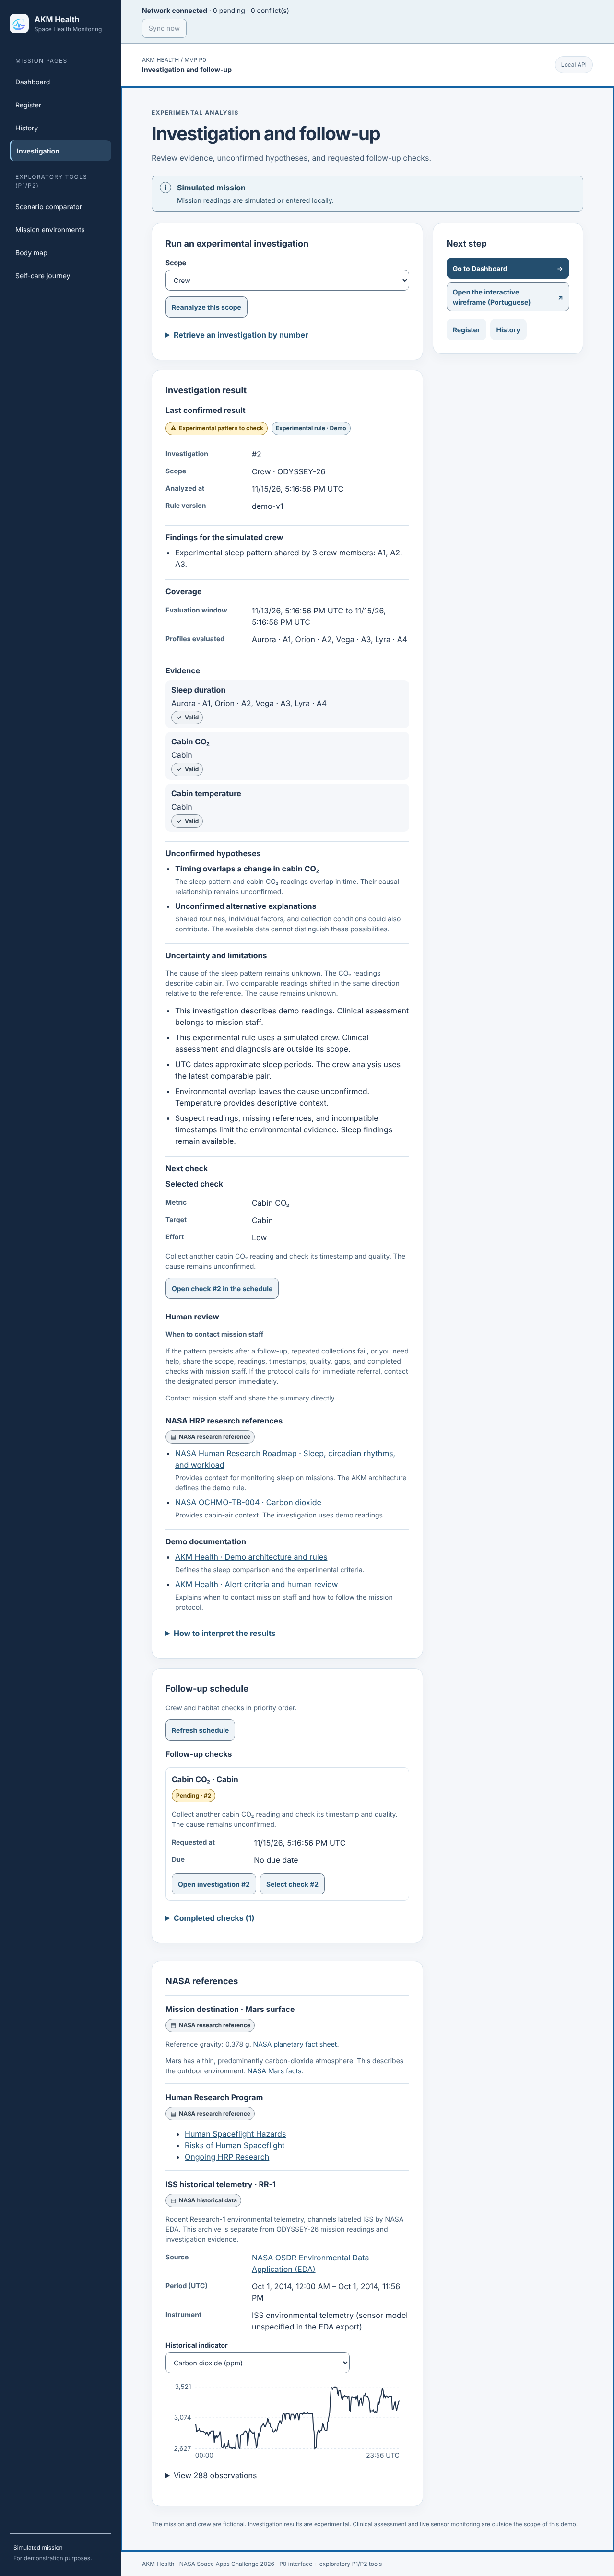 AKM Health
Space Health Monitoring
MISSION PAGES
Dashboard
Register
History
Investigation
EXPLORATORY TOOLS
(P1/P2)
Scenario comparator
Mission environments
Body map
Self-care journey
Simulated mission
For demonstration purposes.
Network connected · 0 pending · 0 conflict(s)
Sync now
AKM HEALTH / MVP P0
Investigation and follow-up
Local API
EXPERIMENTAL ANALYSIS
Investigation and follow-up
Review evidence, unconfirmed hypotheses, and requested follow-up checks.
Simulated mission
Mission readings are simulated or entered locally.
Run an experimental investigation
Scope
Crew
Reanalyze this scope
Retrieve an investigation by number
Next step
Go to Dashboard →
Open the interactive
wireframe (Portuguese) ↗
Register History
Investigation result
Last confirmed result
⚠ Experimental pattern to check Experimental rule · Demo
Investigation #2
Scope Crew · ODYSSEY-26
Analyzed at 11/15/26, 5:16:56 PM UTC
Rule version demo-v1
Findings for the simulated crew
• Experimental sleep pattern shared by 3 crew members: A1, A2,
A3.
Coverage
Evaluation window 11/13/26, 5:16:56 PM UTC to 11/15/26,
5:16:56 PM UTC
Profiles evaluated Aurora · A1, Orion · A2, Vega · A3, Lyra · A4
Evidence
Sleep duration
Aurora · A1, Orion · A2, Vega · A3, Lyra · A4
✓ Valid
Cabin CO₂
Cabin
✓ Valid
Cabin temperature
Cabin
✓ Valid
Unconfirmed hypotheses
• Timing overlaps a change in cabin CO₂
The sleep pattern and cabin CO₂ readings overlap in time. Their causal
relationship remains unconfirmed.
• Unconfirmed alternative explanations
Shared routines, individual factors, and collection conditions could also
contribute. The available data cannot distinguish these possibilities.
Uncertainty and limitations
The cause of the sleep pattern remains unknown. The CO₂ readings
describe cabin air. Two comparable readings shifted in the same direction
relative to the reference. The cause remains unknown.
• This investigation describes demo readings. Clinical assessment
belongs to mission staff.
• This experimental rule uses a simulated crew. Clinical
assessment and diagnosis are outside its scope.
• UTC dates approximate sleep periods. The crew analysis uses
the latest comparable pair.
• Environmental overlap leaves the cause unconfirmed.
Temperature provides descriptive context.
• Suspect readings, missing references, and incompatible
timestamps limit the environmental evidence. Sleep findings
remain available.
Next check
Selected check
Metric Cabin CO₂
Target Cabin
Effort Low
Collect another cabin CO₂ reading and check its timestamp and quality. The
cause remains unconfirmed.
Open check #2 in the schedule
Human review
When to contact mission staff
If the pattern persists after a follow-up, repeated collections fail, or you need
help, share the scope, readings, timestamps, quality, gaps, and completed
checks with mission staff. If the protocol calls for immediate referral, contact
the designated person immediately.
Contact mission staff and share the summary directly.
NASA HRP research references
NASA research reference
• NASA Human Research Roadmap · Sleep, circadian rhythms,
and workload
Provides context for monitoring sleep on missions. The AKM architecture
defines the demo rule.
• NASA OCHMO-TB-004 · Carbon dioxide
Provides cabin-air context. The investigation uses demo readings.
Demo documentation
• AKM Health · Demo architecture and rules
Defines the sleep comparison and the experimental criteria.
• AKM Health · Alert criteria and human review
Explains when to contact mission staff and how to follow the mission
protocol.
How to interpret the results
Follow-up schedule
Crew and habitat checks in priority order.
Refresh schedule
Follow-up checks
Cabin CO₂ · Cabin
Pending · #2
Collect another cabin CO₂ reading and check its timestamp and quality.
The cause remains unconfirmed.
Requested at 11/15/26, 5:16:56 PM UTC
Due No due date
Open investigation #2 Select check #2
Completed checks (1)
NASA references
Mission destination · Mars surface
NASA research reference
Reference gravity: 0.378 g. NASA planetary fact sheet.
Mars has a thin, predominantly carbon-dioxide atmosphere. This describes
the outdoor environment. NASA Mars facts.
Human Research Program
NASA research reference
• Human Spaceflight Hazards
• Risks of Human Spaceflight
• Ongoing HRP Research
ISS historical telemetry · RR-1
NASA historical data
Rodent Research-1 environmental telemetry, channels labeled ISS by NASA
EDA. This archive is separate from ODYSSEY-26 mission readings and
investigation evidence.
Source NASA OSDR Environmental Data
Application (EDA)
Period (UTC) Oct 1, 2014, 12:00 AM – Oct 1, 2014, 11:56
PM
Instrument ISS environmental telemetry (sensor model
unspecified in the EDA export)
Historical indicator
Carbon dioxide (ppm)
3,521
3,074
2,627
00:00 23:56 UTC
View 288 observations
The mission and crew are fictional. Investigation results are experimental. Clinical assessment and live sensor monitoring are outside the scope of this demo.
AKM Health · NASA Space Apps Challenge 2026 · P0 interface + exploratory P1/P2 tools